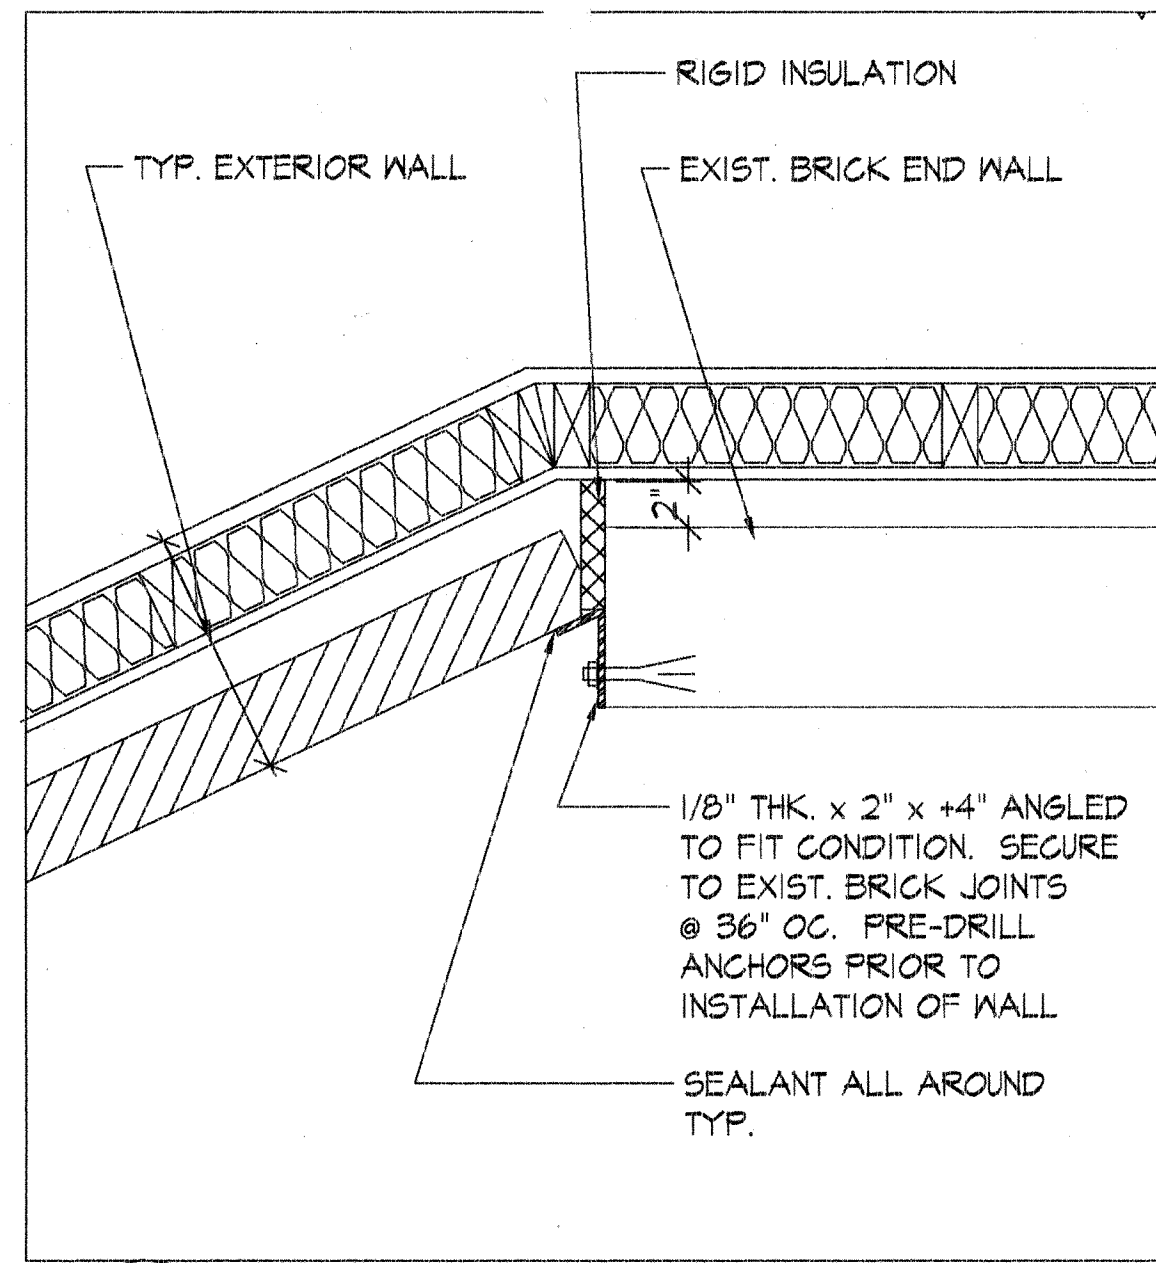 RIGID INSULATION
TYP. EXTERIOR WALL
EXIST. BRICK END WALL
2"
1/8" THK. x 2" x +4" ANGLED
TO FIT CONDITION. SECURE
TO EXIST. BRICK JOINTS
@ 36" OC. PRE-DRILL
ANCHORS PRIOR TO
INSTALLATION OF WALL
SEALANT ALL AROUND
TYP.